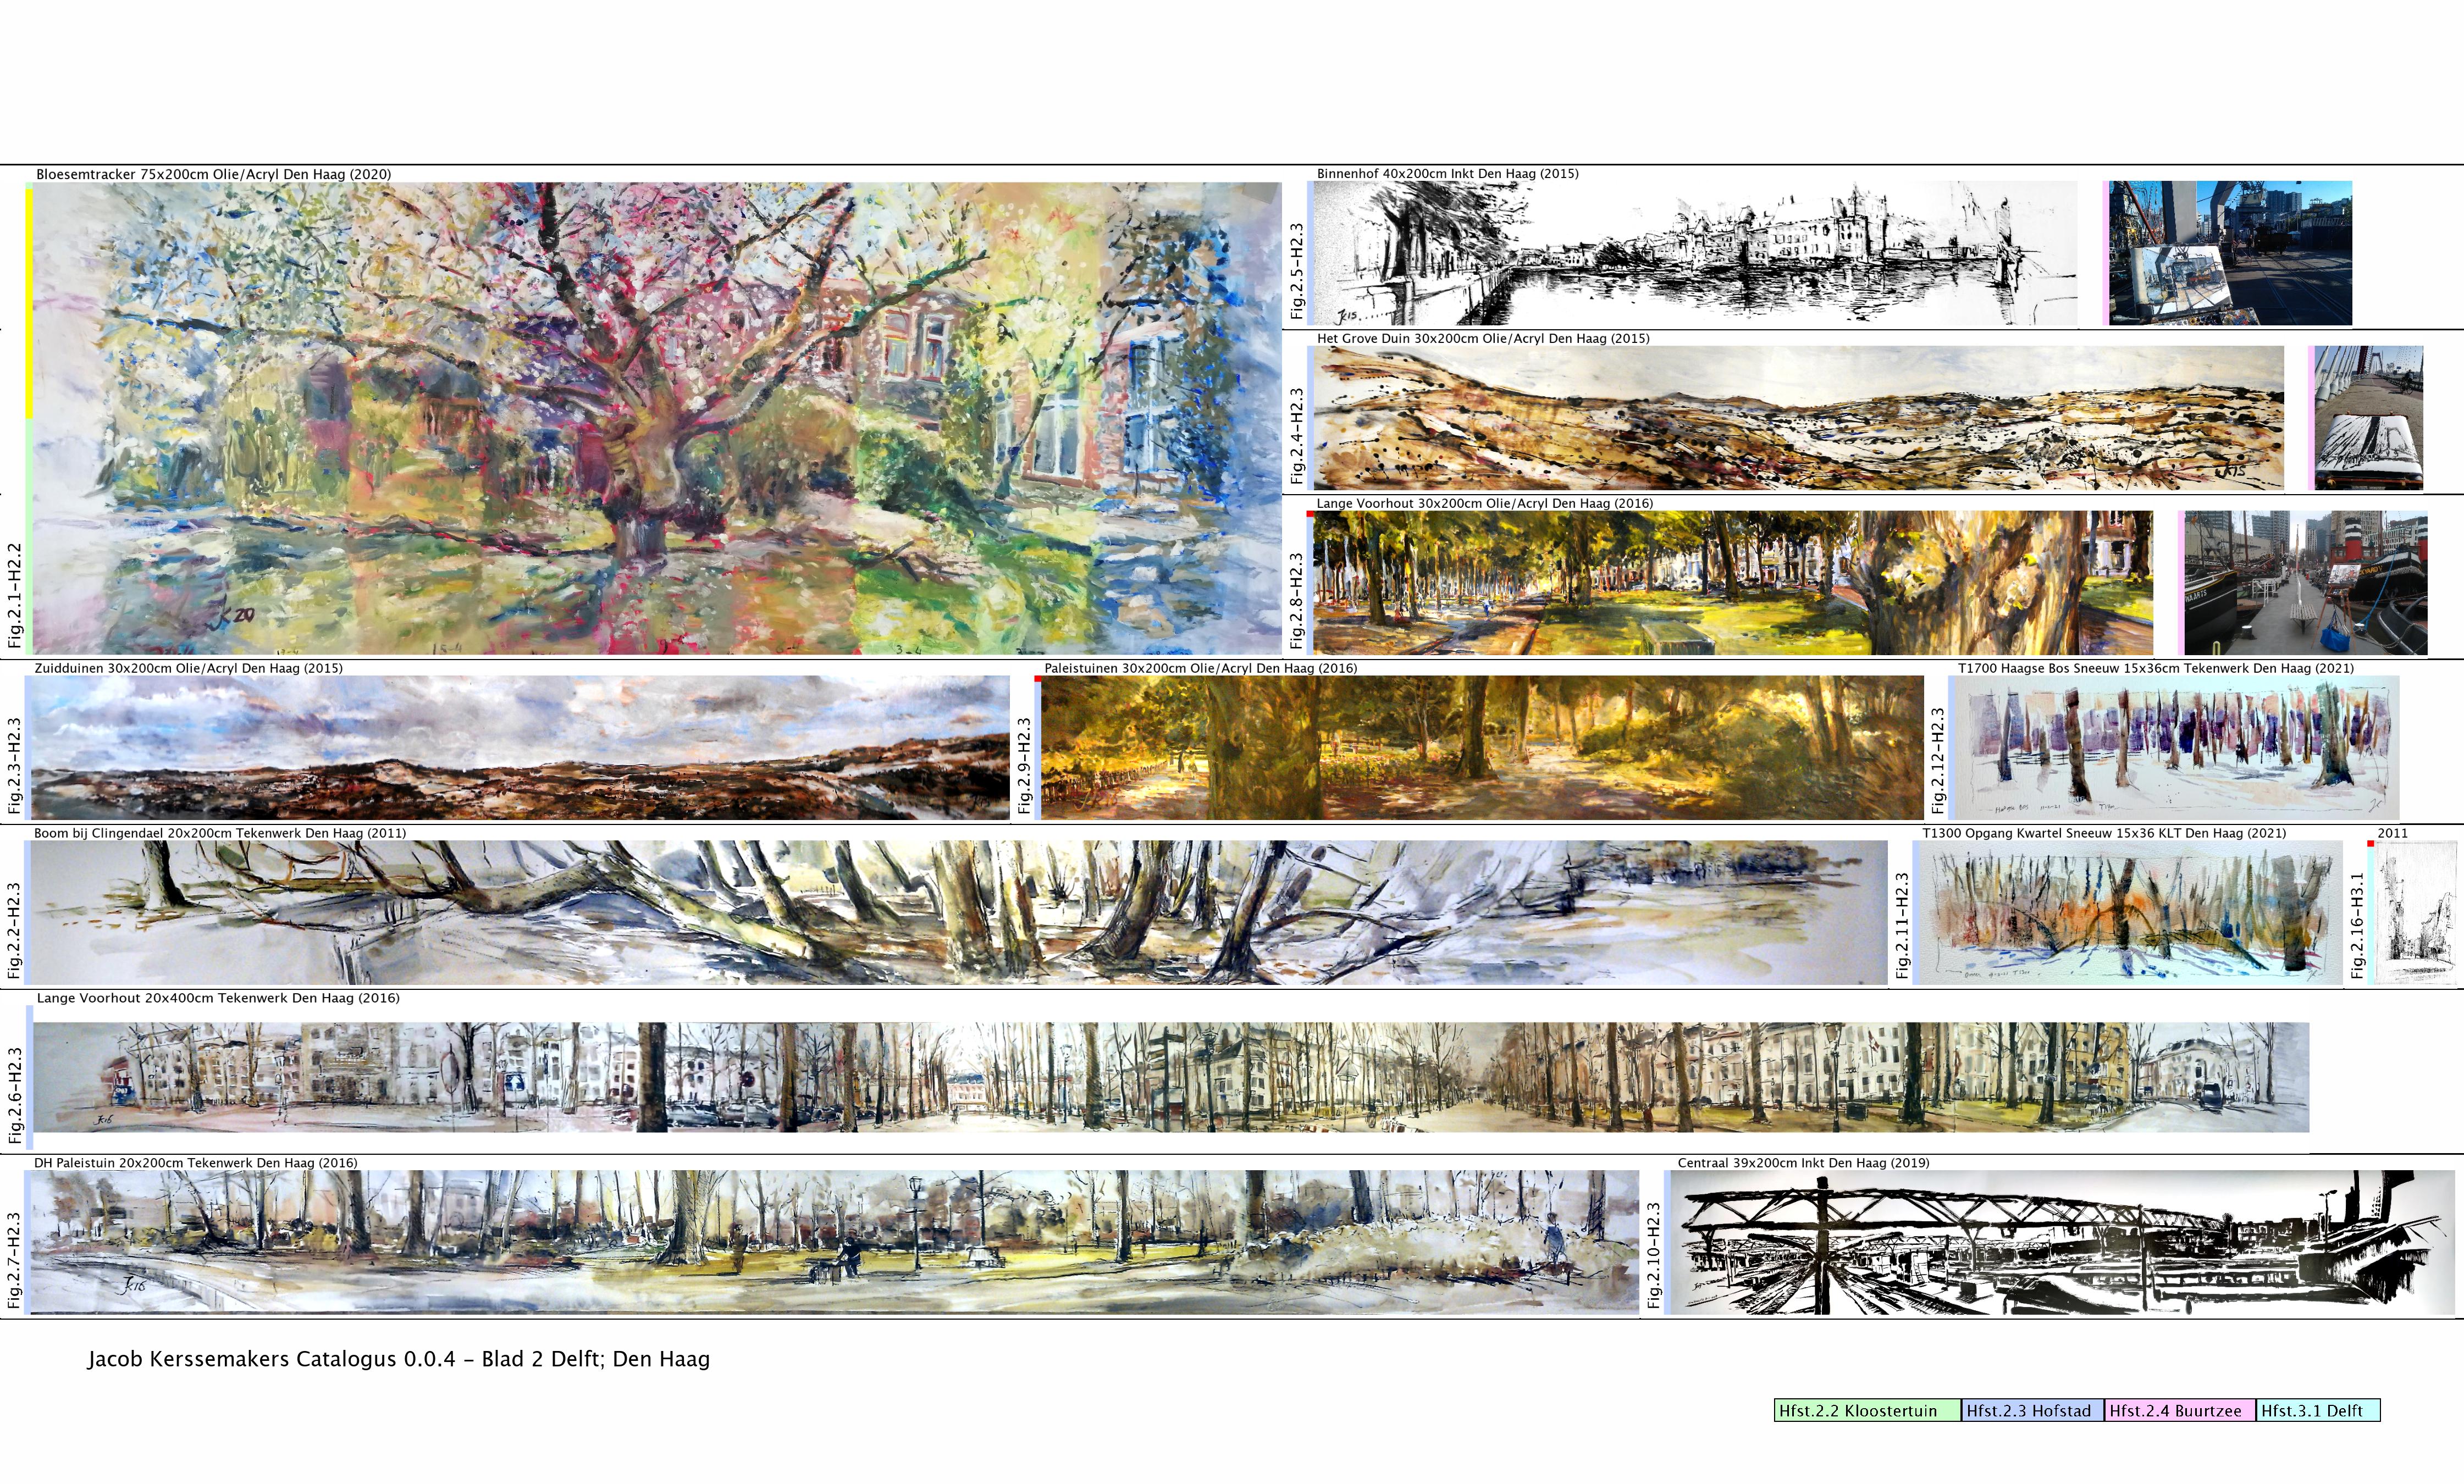 Bloesemtracker 75x200cm Olie/Acryl Den Haag (2020)
Fig.2.1-H2.2
JK 20
3-4
Binnenhof 40x200cm Inkt Den Haag (2015)
Fig.2.5-H2.3
JK15
Het Grove Duin 30x200cm Olie/Acryl Den Haag (2015)
Fig.2.4-H2.3
JK15
Lange Voorhout 30x200cm Olie/Acryl Den Haag (2016)
Fig.2.8-H2.3
Zuidduinen 30x200cm Olie/Acryl Den Haag (2015)
Fig.2.3-H2.3
Paleistuinen 30x200cm Olie/Acryl Den Haag (2016)
Fig.2.9-H2.3
T1700 Haagse Bos Sneeuw 15x36cm Tekenwerk Den Haag (2021)
Fig.2.12-H2.3
Boom bij Clingendael 20x200cm Tekenwerk Den Haag (2011)
Fig.2.2-H2.3
T1300 Opgang Kwartel Sneeuw 15x36 KLT Den Haag (2021)
Fig.2.11-H2.3
2011
Fig.2.16-H3.1
Lange Voorhout 20x400cm Tekenwerk Den Haag (2016)
Fig.2.6-H2.3
JK16
DH Paleistuin 20x200cm Tekenwerk Den Haag (2016)
Fig.2.7-H2.3
JK16
Centraal 39x200cm Inkt Den Haag (2019)
Fig.2.10-H2.3
Jacob Kerssemakers Catalogus 0.0.4 - Blad 2 Delft; Den Haag
Hfst.2.2 Kloostertuin
Hfst.2.3 Hofstad
Hfst.2.4 Buurtzee
Hfst.3.1 Delft